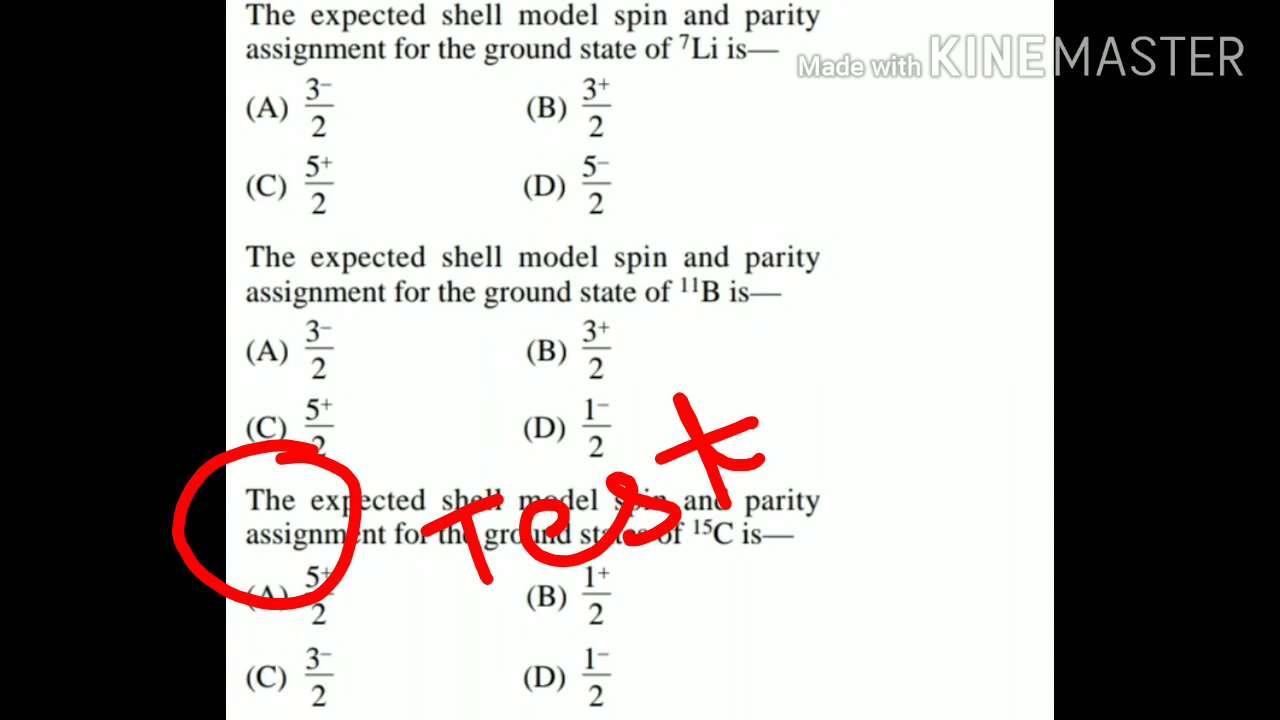 The expected shell model spin and parity
assignment for the ground state of ⁷Li is—
(A) 3⁻/2 (B) 3⁺/2
(C) 5⁺/2 (D) 5⁻/2
Made with KINEMASTER
The expected shell model spin and parity
assignment for the ground state of ¹¹B is—
(A) 3⁻/2 (B) 3⁺/2
(C) 5⁺/2 (D) 1⁻/2
The expected shell model spin and parity
assignment for the ground state of ¹⁵C is—
(A) 5⁺/2 (B) 1⁺/2
(C) 3⁻/2 (D) 1⁻/2
Test